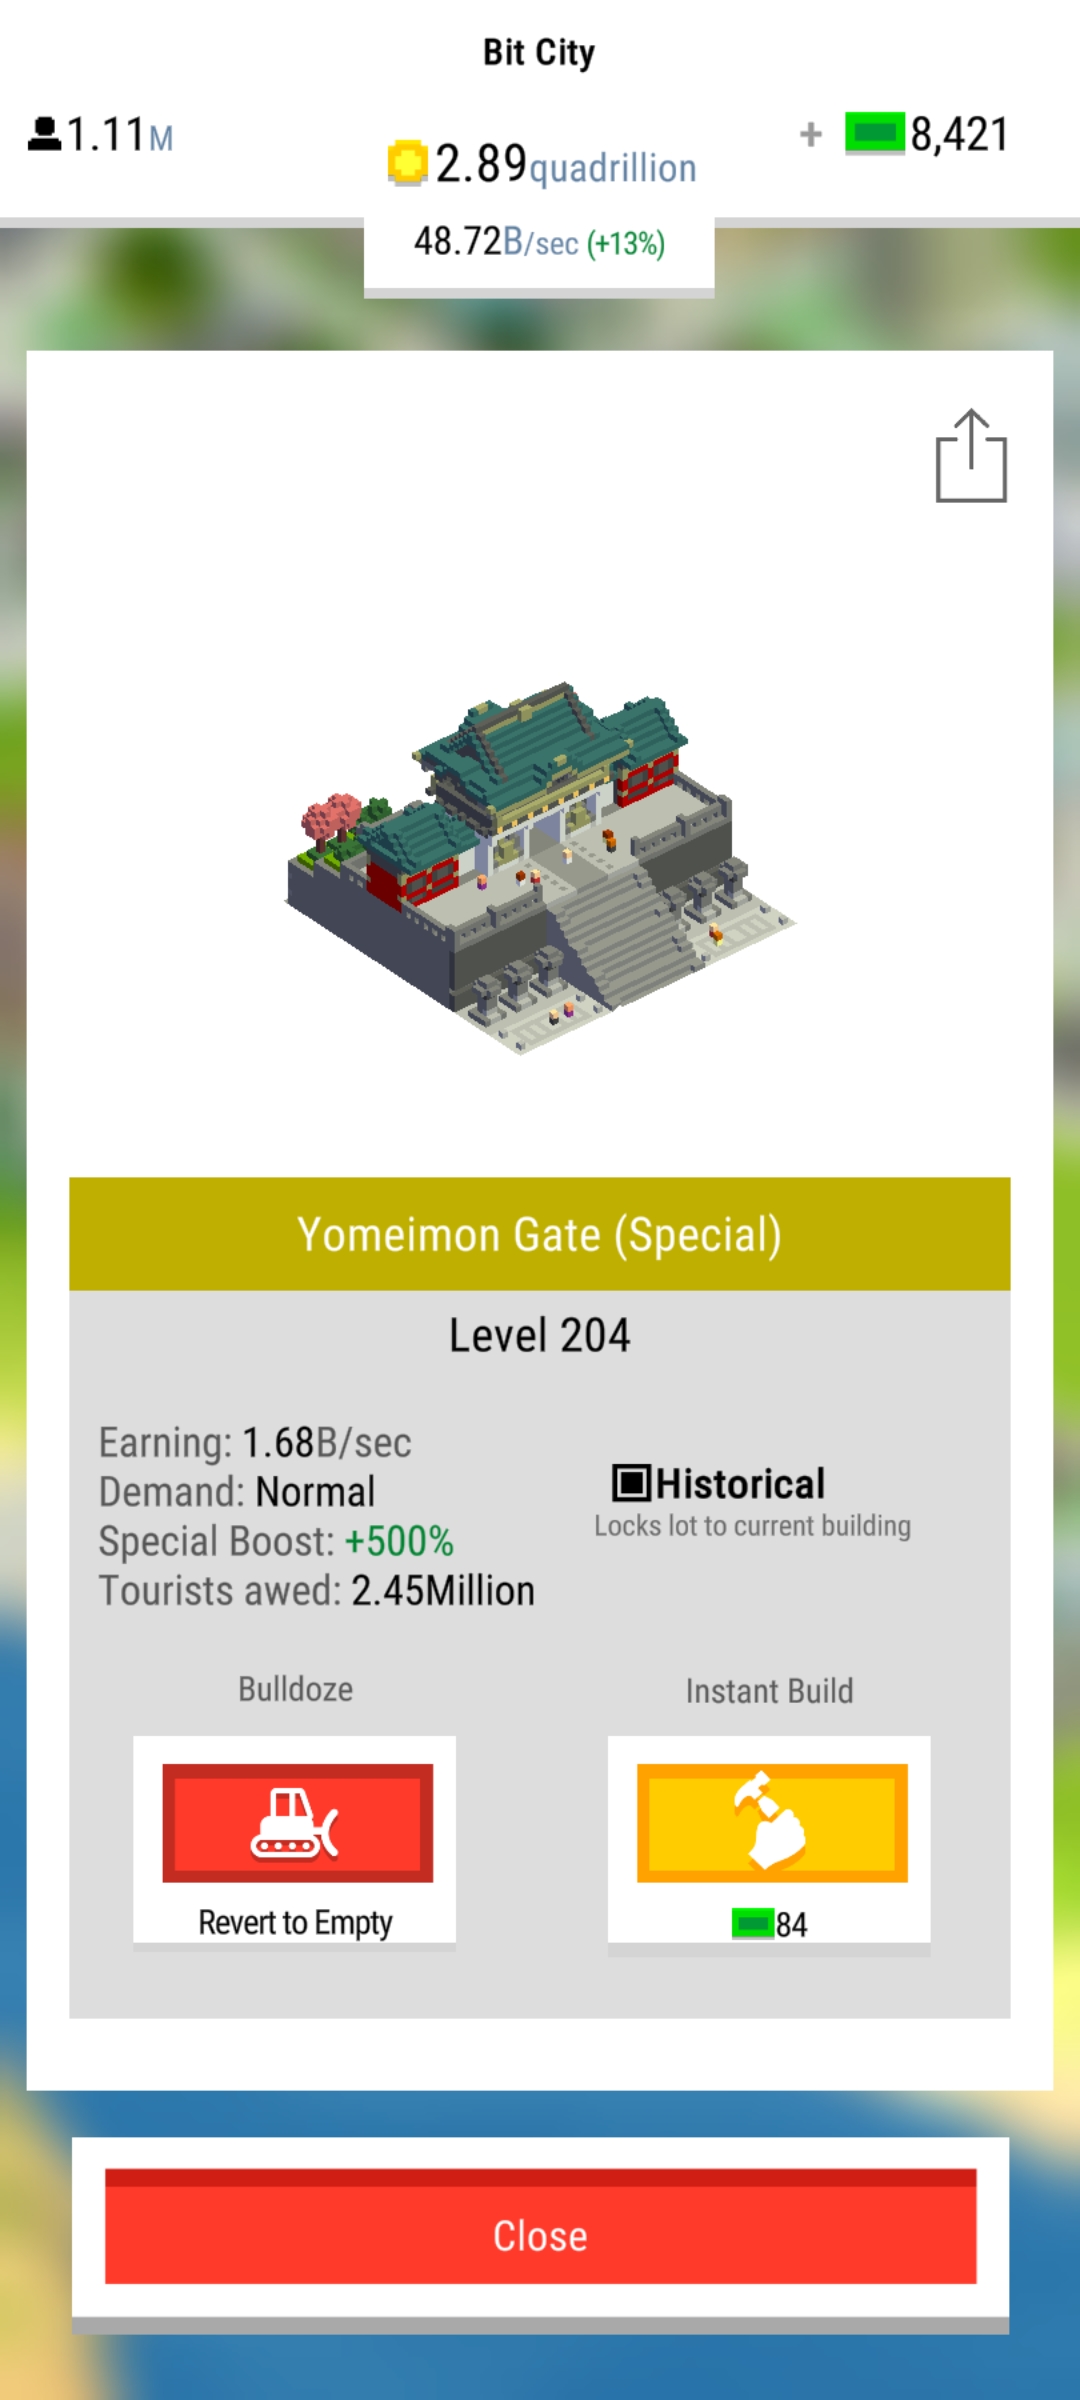 Bit City
1.11M
2.89quadrillion
+ 8,421
48.72B/sec (+13%)
Yomeimon Gate (Special)
Level 204
Earning: 1.68B/sec
Demand: Normal
Special Boost: +500%
Tourists awed: 2.45Million
Historical
Locks lot to current building
Bulldoze
Revert to Empty
Instant Build
84
Close